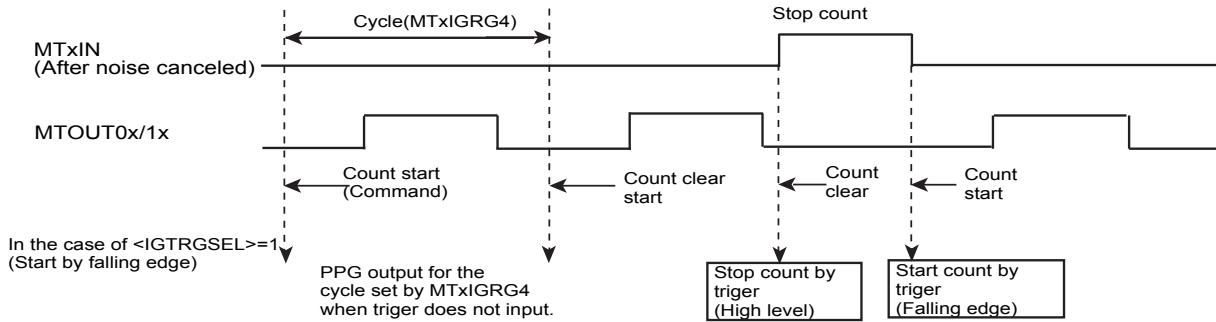 Cycle(MTxIGRG4)
Stop count
MTxIN
(After noise canceled)
MTOUT0x/1x
Count start
(Command)
Count clear
start
Count
clear
Count
start
In the case of <IGTRGSEL>=1
(Start by falling edge)
PPG output for the
cycle set by MTxIGRG4
when triger does not input.
Stop count by
triger
(High level)
Start count by
triger
(Falling edge)